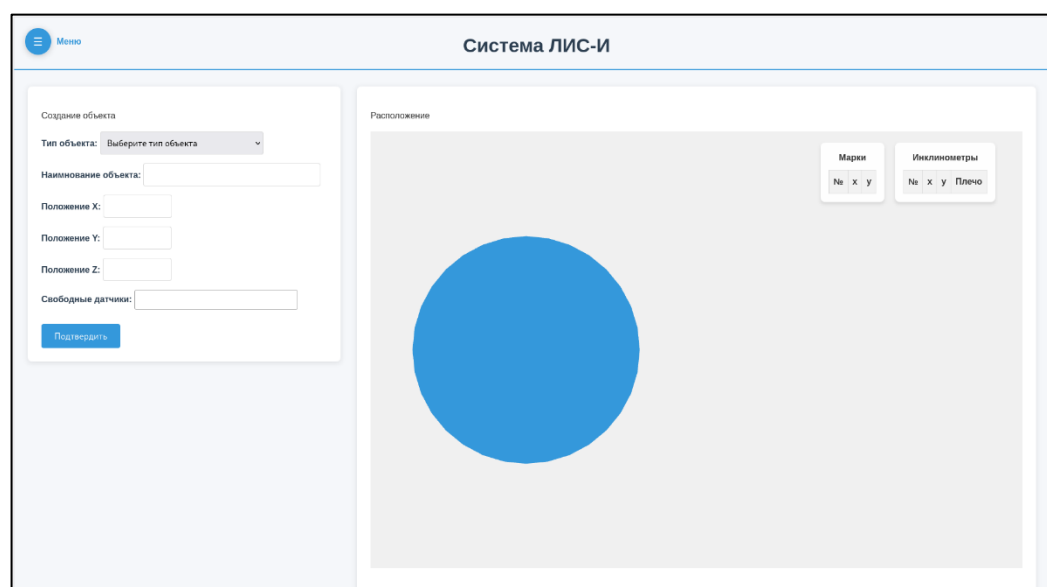 Меню
Система ЛИС-И
Создание объекта
Тип объекта: Выберите тип объекта
Наимнование объекта:
Положение X:
Положение Y:
Положение Z:
Свободные датчики:
Подтвердить
Расположение
Марки
№ x y
Инклинометры
№ x y Плечо